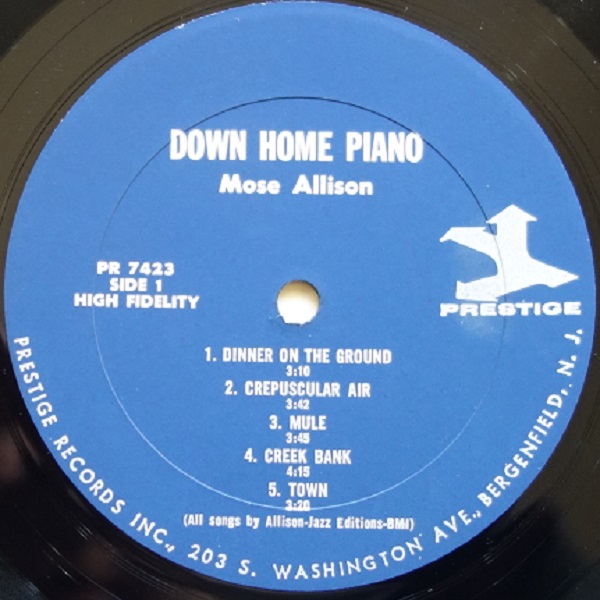 DOWN HOME PIANO
Mose Allison
PR 7423
SIDE 1
HIGH FIDELITY
PRESTIGE
1. DINNER ON THE GROUND
3:10
2. CREPUSCULAR AIR
3:42
3. MULE
3:45
4. CREEK BANK
4:15
5. TOWN
3:20
(All songs by Allison-Jazz Editions-BMI)
PRESTIGE RECORDS INC., 203 S. WASHINGTON AVE., BERGENFIELD, N. J.